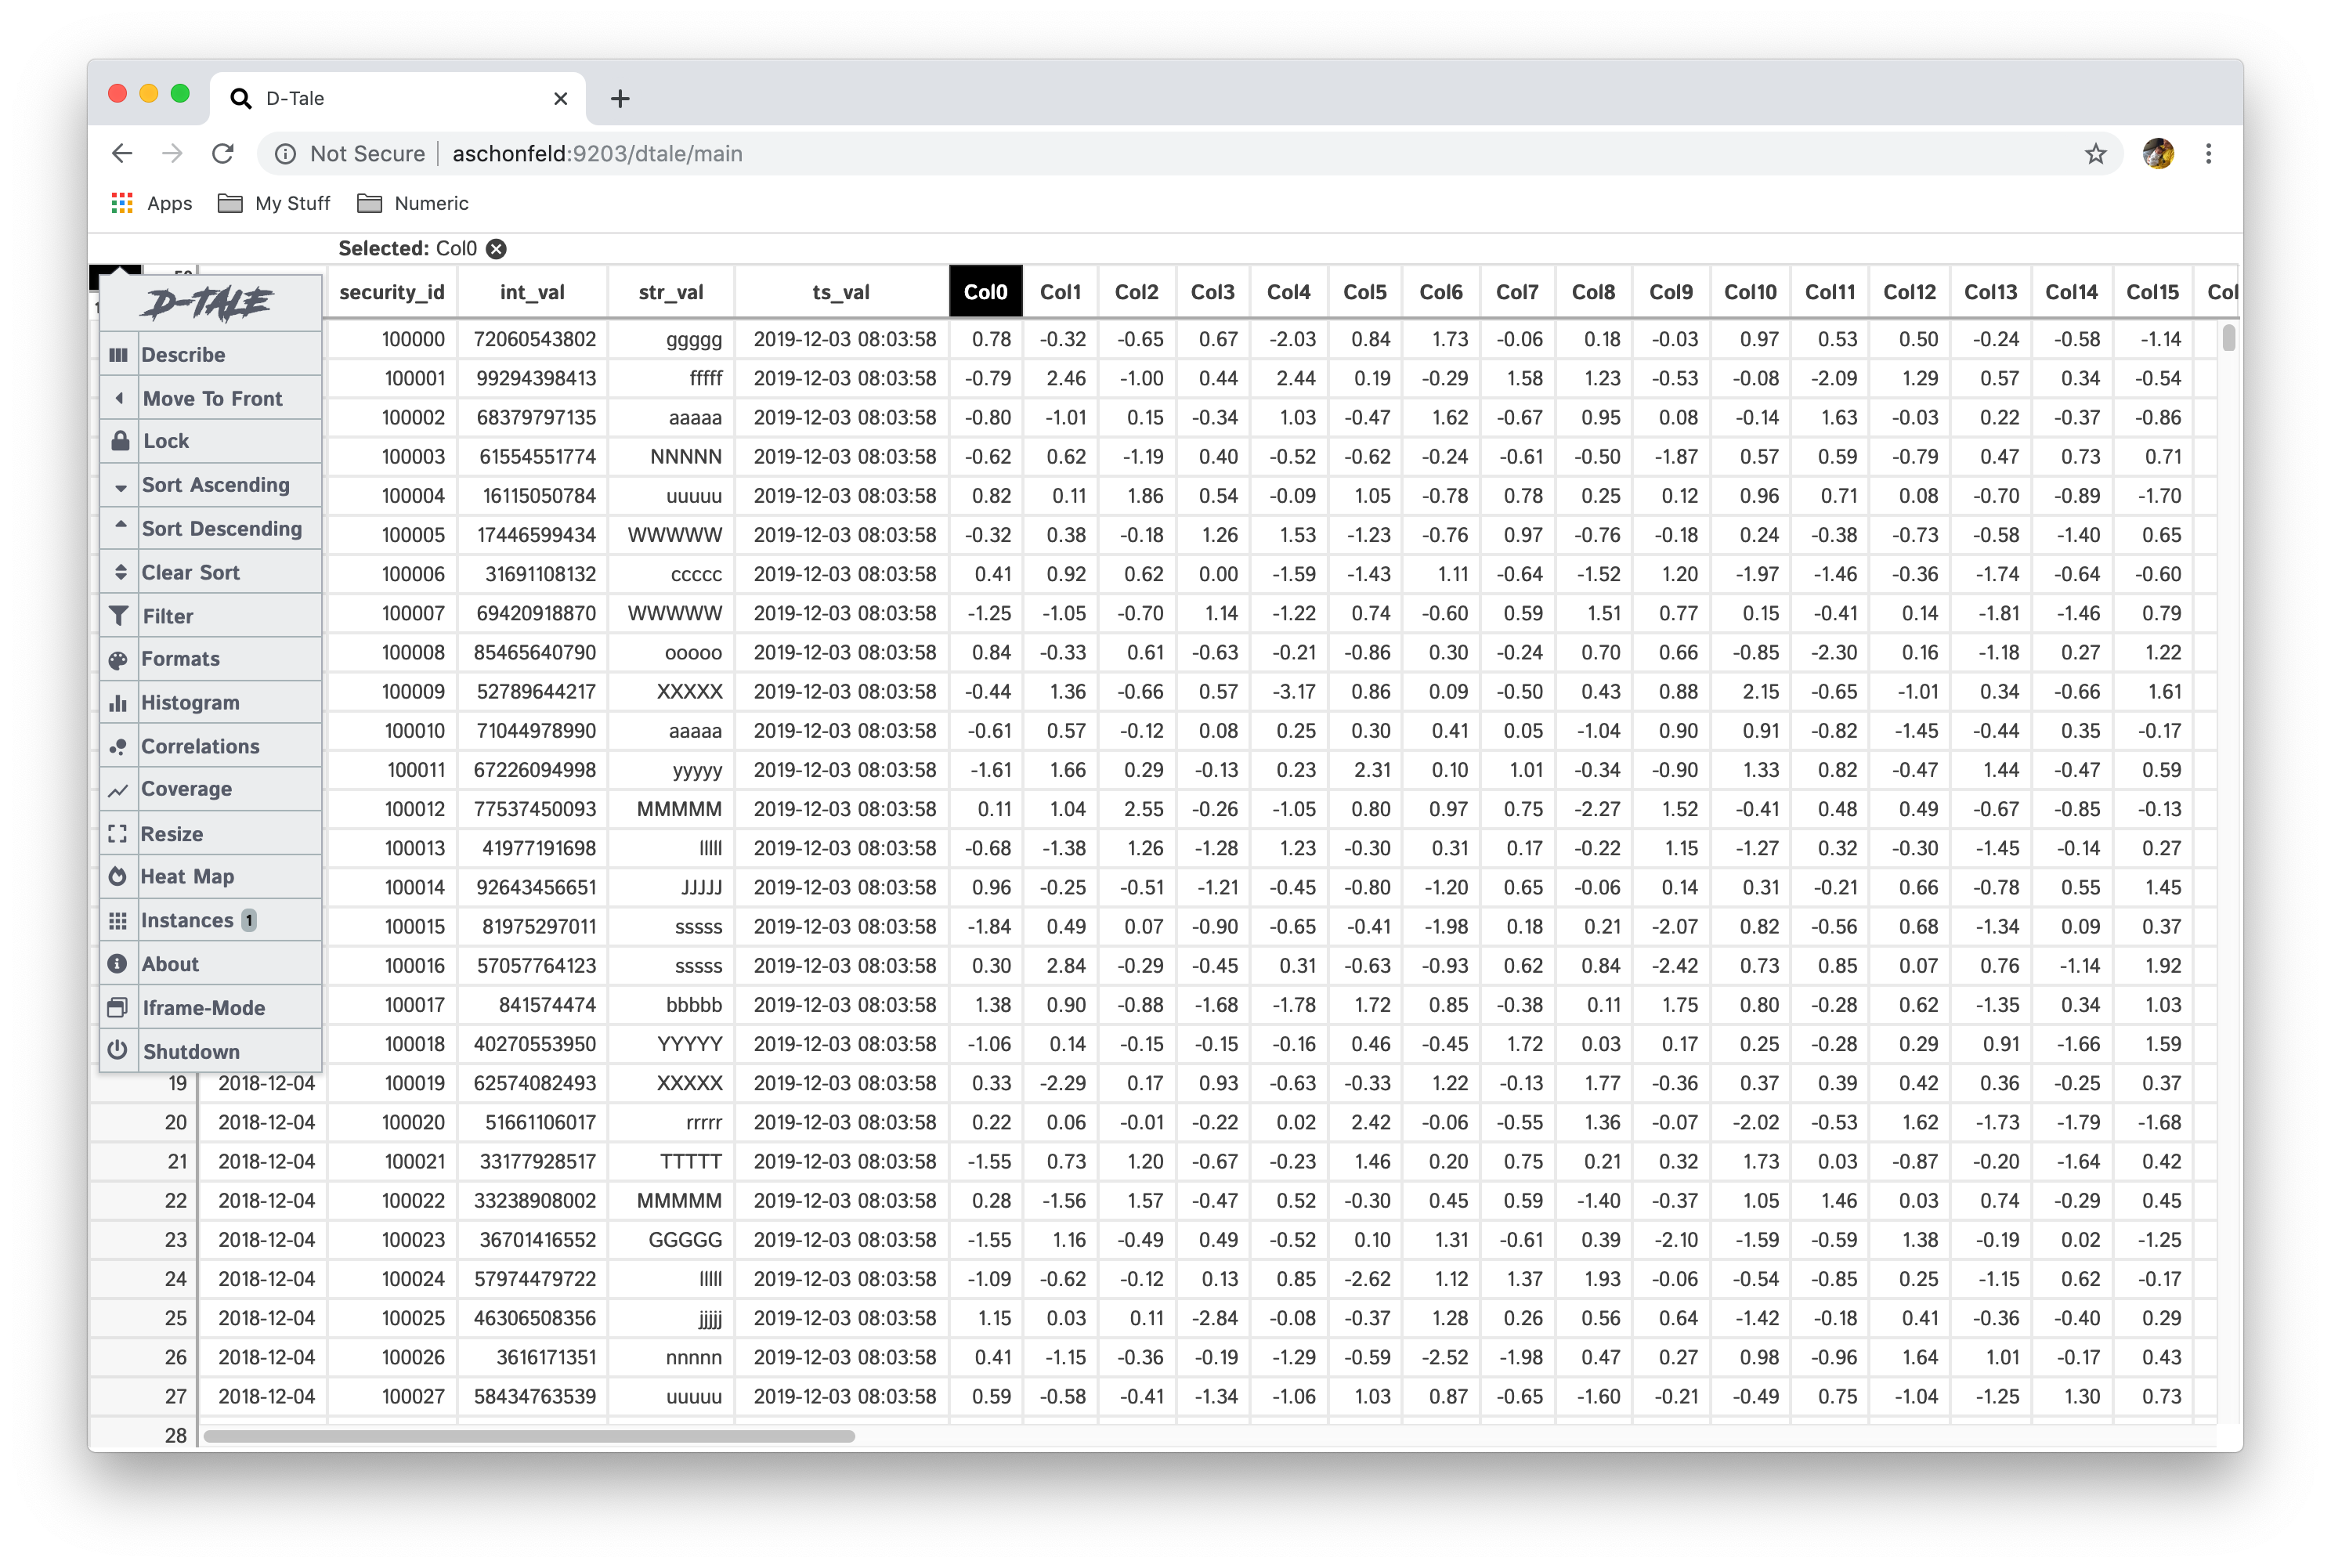 D-Tale
Not Secure aschonfeld:9203/dtale/main
Apps My Stuff Numeric
Selected: Col0
D-TALE
Describe
Move To Front
Lock
Sort Ascending
Sort Descending
Clear Sort
Filter
Formats
Histogram
Correlations
Coverage
Resize
Heat Map
Instances 1
About
Iframe-Mode
Shutdown
security_id int_val str_val ts_val Col0 Col1 Col2 Col3 Col4 Col5 Col6 Col7 Col8 Col9 Col10 Col11 Col12 Col13 Col14 Col15 Col
100000 72060543802 ggggg 2019-12-03 08:03:58 0.78 -0.32 -0.65 0.67 -2.03 0.84 1.73 -0.06 0.18 -0.03 0.97 0.53 0.50 -0.24 -0.58 -1.14
100001 99294398413 fffff 2019-12-03 08:03:58 -0.79 2.46 -1.00 0.44 2.44 0.19 -0.29 1.58 1.23 -0.53 -0.08 -2.09 1.29 0.57 0.34 -0.54
100002 68379797135 aaaaa 2019-12-03 08:03:58 -0.80 -1.01 0.15 -0.34 1.03 -0.47 1.62 -0.67 0.95 0.08 -0.14 1.63 -0.03 0.22 -0.37 -0.86
100003 61554551774 NNNNN 2019-12-03 08:03:58 -0.62 0.62 -1.19 0.40 -0.52 -0.62 -0.24 -0.61 -0.50 -1.87 0.57 0.59 -0.79 0.47 0.73 0.71
100004 16115050784 uuuuu 2019-12-03 08:03:58 0.82 0.11 1.86 0.54 -0.09 1.05 -0.78 0.78 0.25 0.12 0.96 0.71 0.08 -0.70 -0.89 -1.70
100005 17446599434 WWWWW 2019-12-03 08:03:58 -0.32 0.38 -0.18 1.26 1.53 -1.23 -0.76 0.97 -0.76 -0.18 0.24 -0.38 -0.73 -0.58 -1.40 0.65
100006 31691108132 ccccc 2019-12-03 08:03:58 0.41 0.92 0.62 0.00 -1.59 -1.43 1.11 -0.64 -1.52 1.20 -1.97 -1.46 -0.36 -1.74 -0.64 -0.60
100007 69420918870 WWWWW 2019-12-03 08:03:58 -1.25 -1.05 -0.70 1.14 -1.22 0.74 -0.60 0.59 1.51 0.77 0.15 -0.41 0.14 -1.81 -1.46 0.79
100008 85465640790 ooooo 2019-12-03 08:03:58 0.84 -0.33 0.61 -0.63 -0.21 -0.86 0.30 -0.24 0.70 0.66 -0.85 -2.30 0.16 -1.18 0.27 1.22
100009 52789644217 XXXXX 2019-12-03 08:03:58 -0.44 1.36 -0.66 0.57 -3.17 0.86 0.09 -0.50 0.43 0.88 2.15 -0.65 -1.01 0.34 -0.66 1.61
100010 71044978990 aaaaa 2019-12-03 08:03:58 -0.61 0.57 -0.12 0.08 0.25 0.30 0.41 0.05 -1.04 0.90 0.91 -0.82 -1.45 -0.44 0.35 -0.17
100011 67226094998 yyyyy 2019-12-03 08:03:58 -1.61 1.66 0.29 -0.13 0.23 2.31 0.10 1.01 -0.34 -0.90 1.33 0.82 -0.47 1.44 -0.47 0.59
100012 77537450093 MMMMM 2019-12-03 08:03:58 0.11 1.04 2.55 -0.26 -1.05 0.80 0.97 0.75 -2.27 1.52 -0.41 0.48 0.49 -0.67 -0.85 -0.13
100013 41977191698 lllll 2019-12-03 08:03:58 -0.68 -1.38 1.26 -1.28 1.23 -0.30 0.31 0.17 -0.22 1.15 -1.27 0.32 -0.30 -1.45 -0.14 0.27
100014 92643456651 JJJJJ 2019-12-03 08:03:58 0.96 -0.25 -0.51 -1.21 -0.45 -0.80 -1.20 0.65 -0.06 0.14 0.31 -0.21 0.66 -0.78 0.55 1.45
100015 81975297011 sssss 2019-12-03 08:03:58 -1.84 0.49 0.07 -0.90 -0.65 -0.41 -1.98 0.18 0.21 -2.07 0.82 -0.56 0.68 -1.34 0.09 0.37
100016 57057764123 sssss 2019-12-03 08:03:58 0.30 2.84 -0.29 -0.45 0.31 -0.63 -0.93 0.62 0.84 -2.42 0.73 0.85 0.07 0.76 -1.14 1.92
100017 841574474 bbbbb 2019-12-03 08:03:58 1.38 0.90 -0.88 -1.68 -1.78 1.72 0.85 -0.38 0.11 1.75 0.80 -0.28 0.62 -1.35 0.34 1.03
100018 40270553950 YYYYY 2019-12-03 08:03:58 -1.06 0.14 -0.15 -0.15 -0.16 0.46 -0.45 1.72 0.03 0.17 0.25 -0.28 0.29 0.91 -1.66 1.59
19 2018-12-04 100019 62574082493 XXXXX 2019-12-03 08:03:58 0.33 -2.29 0.17 0.93 -0.63 -0.33 1.22 -0.13 1.77 -0.36 0.37 0.39 0.42 0.36 -0.25 0.37
20 2018-12-04 100020 51661106017 rrrrr 2019-12-03 08:03:58 0.22 0.06 -0.01 -0.22 0.02 2.42 -0.06 -0.55 1.36 -0.07 -2.02 -0.53 1.62 -1.73 -1.79 -1.68
21 2018-12-04 100021 33177928517 TTTTT 2019-12-03 08:03:58 -1.55 0.73 1.20 -0.67 -0.23 1.46 0.20 0.75 0.21 0.32 1.73 0.03 -0.87 -0.20 -1.64 0.42
22 2018-12-04 100022 33238908002 MMMMM 2019-12-03 08:03:58 0.28 -1.56 1.57 -0.47 0.52 -0.30 0.45 0.59 -1.40 -0.37 1.05 1.46 0.03 0.74 -0.29 0.45
23 2018-12-04 100023 36701416552 GGGGG 2019-12-03 08:03:58 -1.55 1.16 -0.49 0.49 -0.52 0.10 1.31 -0.61 0.39 -2.10 -1.59 -0.59 1.38 -0.19 0.02 -1.25
24 2018-12-04 100024 57974479722 lllll 2019-12-03 08:03:58 -1.09 -0.62 -0.12 0.13 0.85 -2.62 1.12 1.37 1.93 -0.06 -0.54 -0.85 0.25 -1.15 0.62 -0.17
25 2018-12-04 100025 46306508356 jjjjj 2019-12-03 08:03:58 1.15 0.03 0.11 -2.84 -0.08 -0.37 1.28 0.26 0.56 0.64 -1.42 -0.18 0.41 -0.36 -0.40 0.29
26 2018-12-04 100026 3616171351 nnnnn 2019-12-03 08:03:58 0.41 -1.15 -0.36 -0.19 -1.29 -0.59 -2.52 -1.98 0.47 0.27 0.98 -0.96 1.64 1.01 -0.17 0.43
27 2018-12-04 100027 58434763539 uuuuu 2019-12-03 08:03:58 0.59 -0.58 -0.41 -1.34 -1.06 1.03 0.87 -0.65 -1.60 -0.21 -0.49 0.75 -1.04 -1.25 1.30 0.73
28